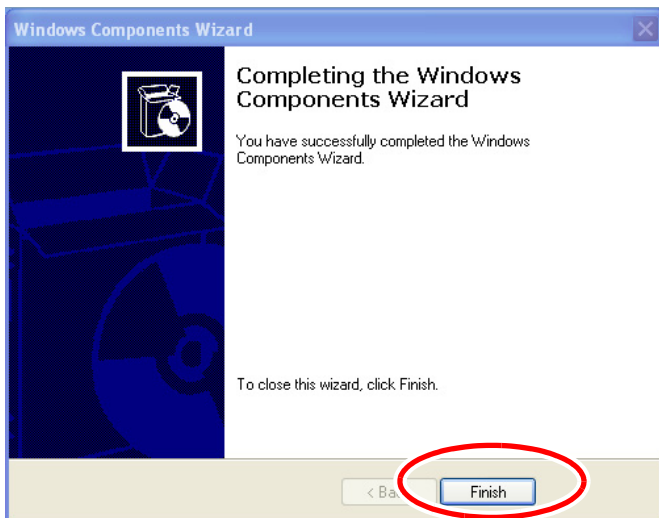 Windows Components Wizard
Completing the Windows
Components Wizard
You have successfully completed the Windows
Components Wizard.
To close this wizard, click Finish.
< Ba
Finish